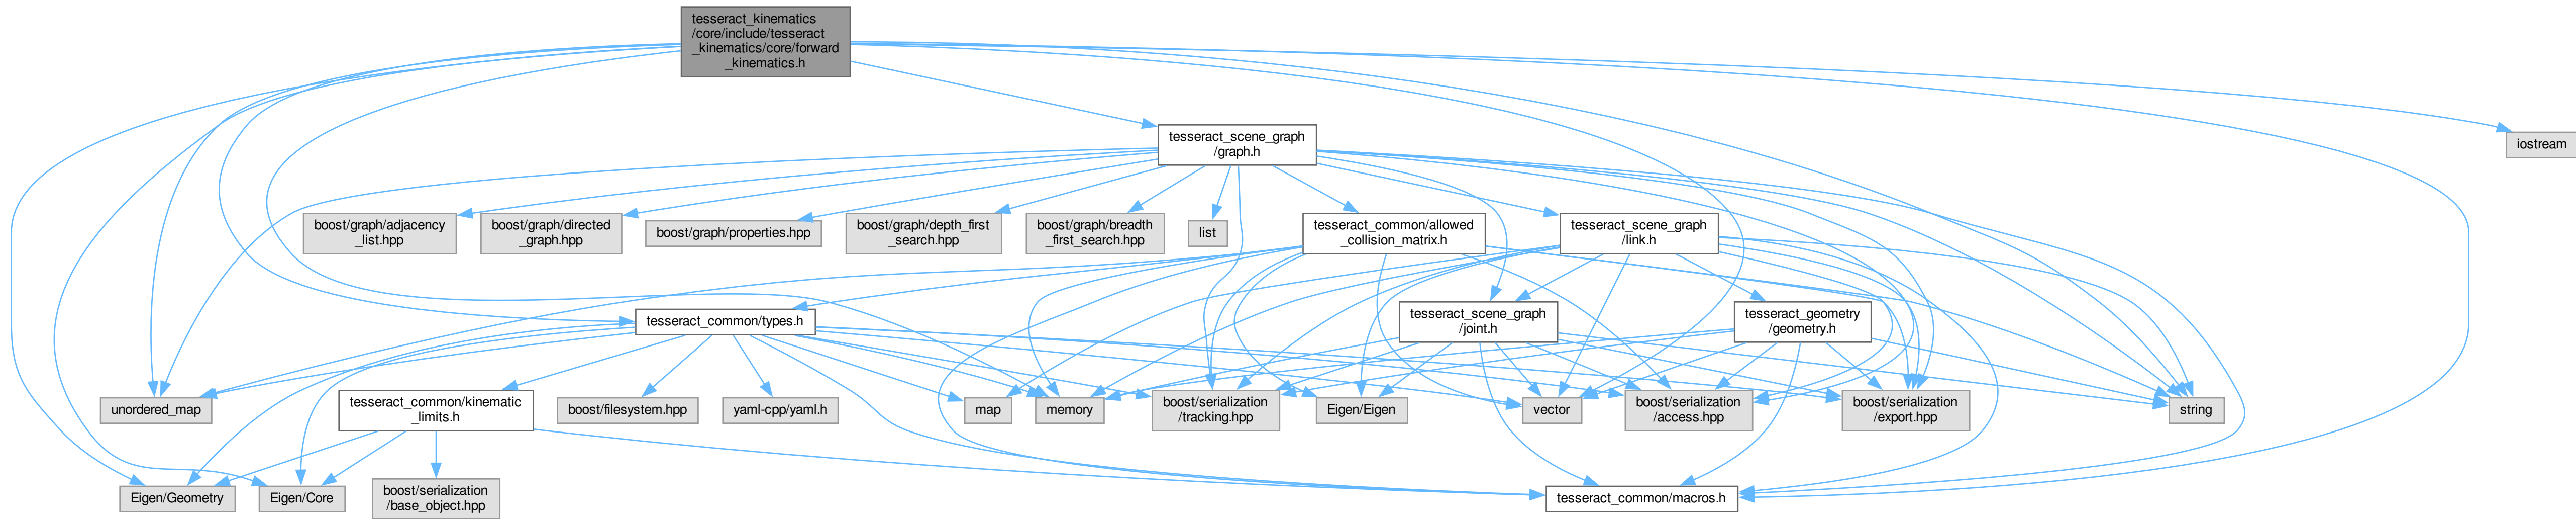 tesseract_kinematics
/core/include/tesseract
_kinematics/core/forward
_kinematics.h
tesseract_scene_graph
/graph.h
iostream
boost/graph/adjacency
_list.hpp
boost/graph/directed
_graph.hpp
boost/graph/properties.hpp
boost/graph/depth_first
_search.hpp
boost/graph/breadth
_first_search.hpp
list
tesseract_common/allowed
_collision_matrix.h
tesseract_scene_graph
/link.h
tesseract_common/types.h
tesseract_scene_graph
/joint.h
tesseract_geometry
/geometry.h
unordered_map
tesseract_common/kinematic
_limits.h
boost/filesystem.hpp
yaml-cpp/yaml.h
map
memory
boost/serialization
/tracking.hpp
Eigen/Eigen
vector
boost/serialization
/access.hpp
boost/serialization
/export.hpp
string
Eigen/Geometry
Eigen/Core
boost/serialization
/base_object.hpp
tesseract_common/macros.h